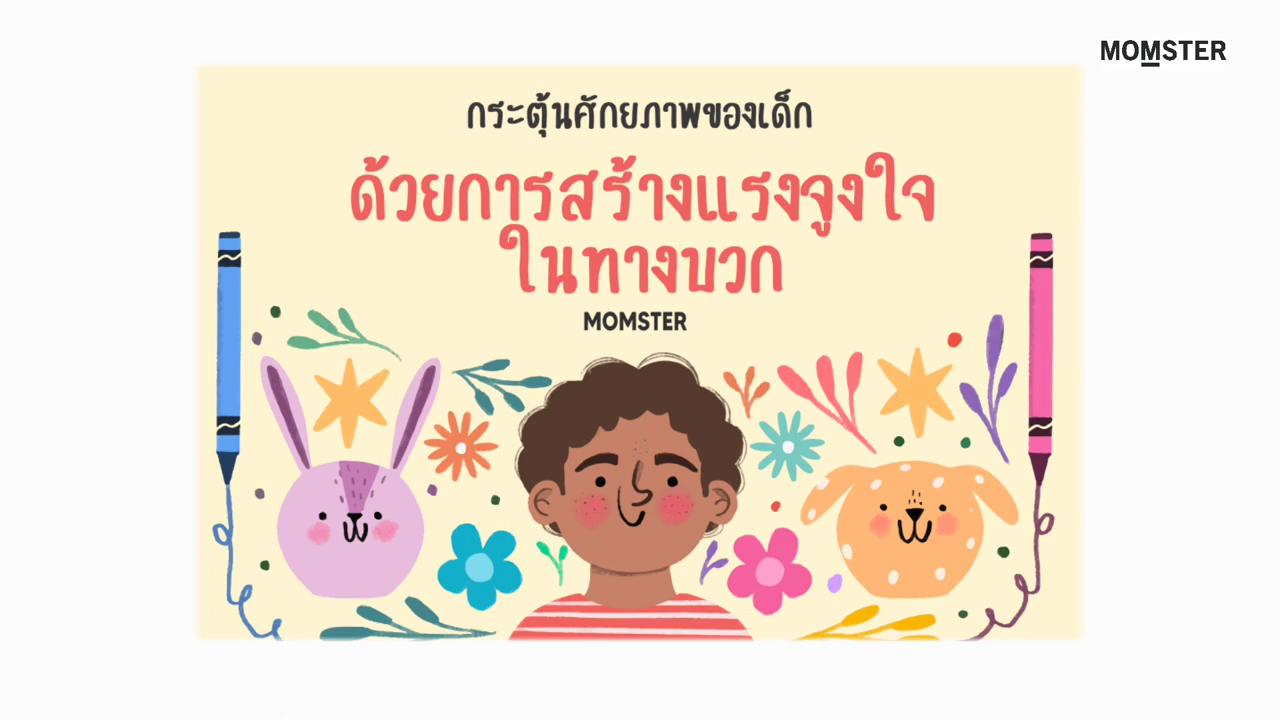 MOMSTER
กระตุ้นศักยภาพของเด็ก
ด้วยการสร้างแรงจูงใจ
ในทางบวก
MOMSTER